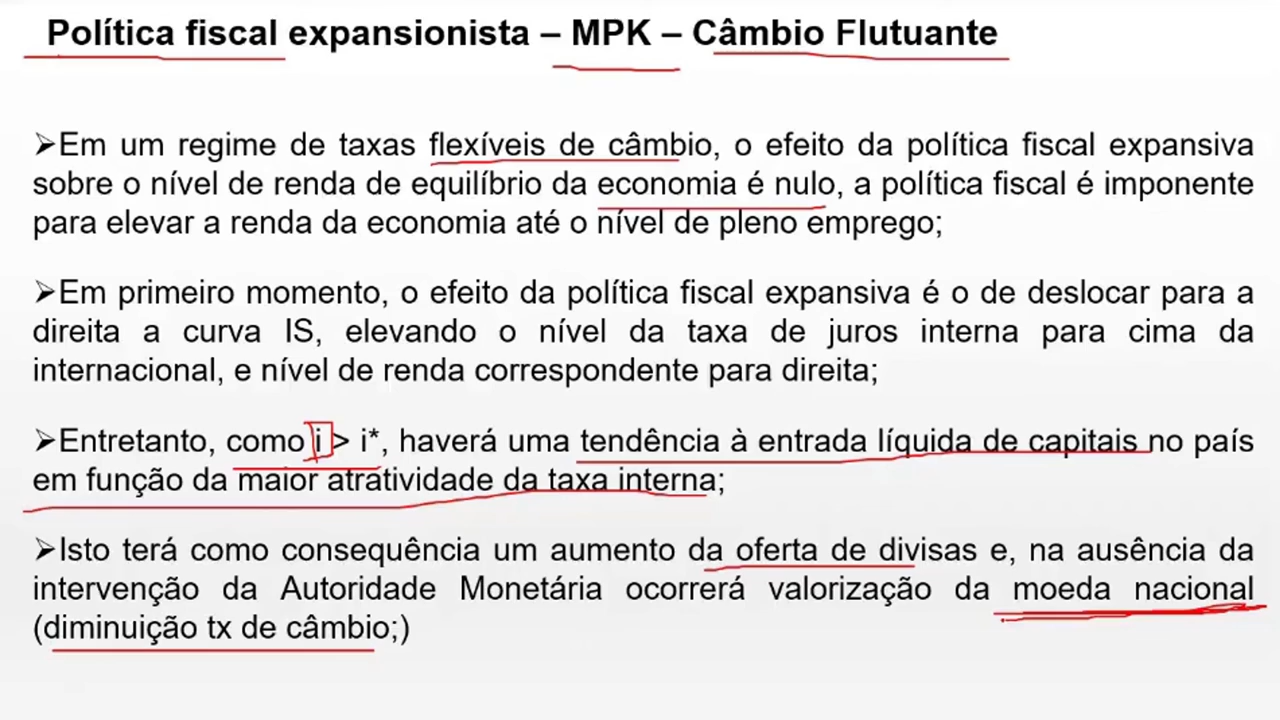 Política fiscal expansionista – MPK – Câmbio Flutuante
➢Em um regime de taxas flexíveis de câmbio, o efeito da política fiscal expansiva
sobre o nível de renda de equilíbrio da economia é nulo, a política fiscal é imponente
para elevar a renda da economia até o nível de pleno emprego;
➢Em primeiro momento, o efeito da política fiscal expansiva é o de deslocar para a
direita a curva IS, elevando o nível da taxa de juros interna para cima da
internacional, e nível de renda correspondente para direita;
➢Entretanto, como i > i*, haverá uma tendência à entrada líquida de capitais no país
em função da maior atratividade da taxa interna;
➢Isto terá como consequência um aumento da oferta de divisas e, na ausência da
intervenção da Autoridade Monetária ocorrerá valorização da moeda nacional
(diminuição tx de câmbio;)